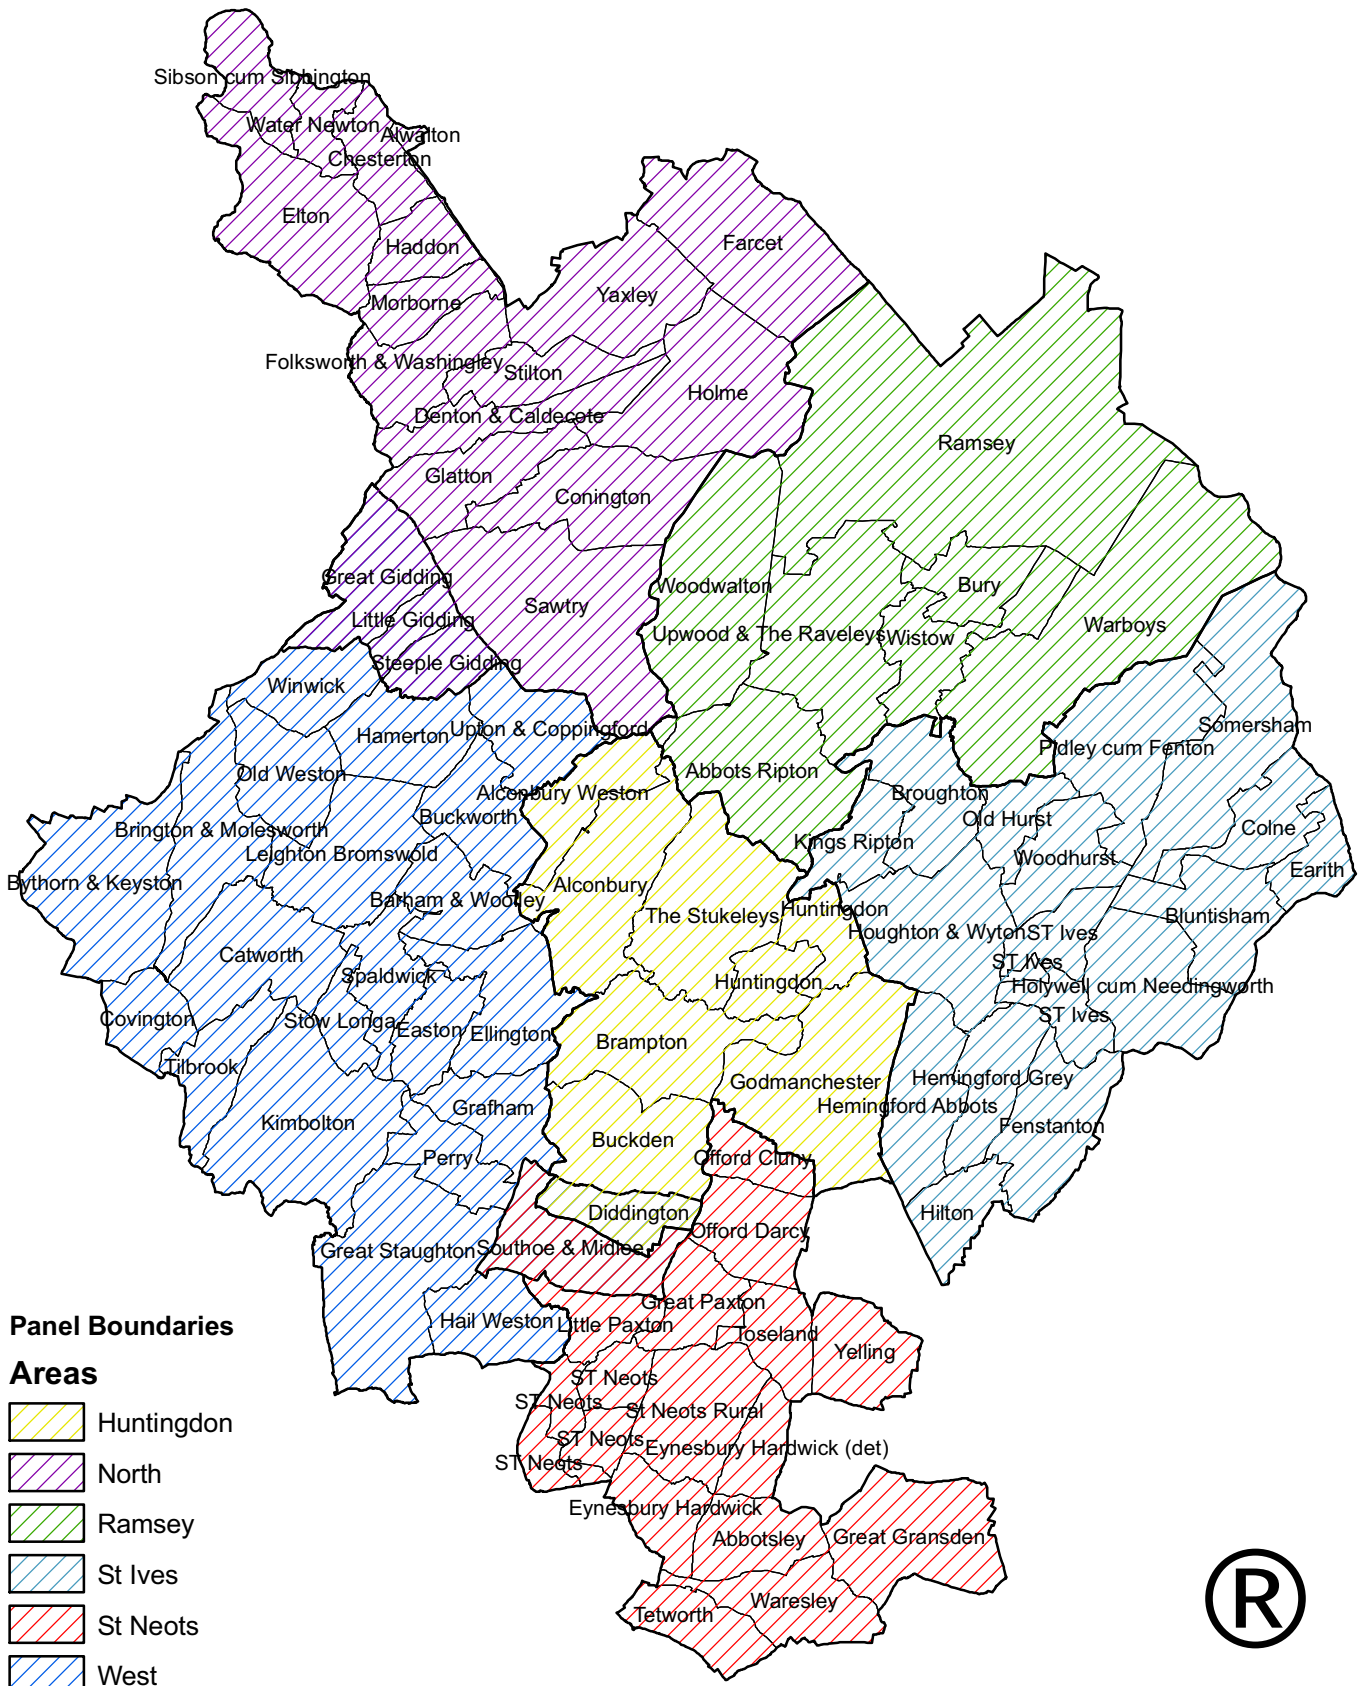 Sibson cum Sibbington
Water Newton
Alwalton
Chesterton
Elton
Haddon
Farcet
Morborne
Yaxley
Folksworth & Washingley
Stilton
Holme
Denton & Caldecote
Ramsey
Glatton
Conington
Great Gidding
Woodwalton
Bury
Sawtry
Little Gidding
Upwood & The Raveleys
Wistow
Warboys
Steeple Gidding
Winwick
Upton & Coppingford
Hamerton
Somersham
Pidley cum Fenton
Old Weston
Abbots Ripton
Alconbury Weston
Broughton
Buckworth
Old Hurst
Brington & Molesworth
Colne
Kings Ripton
Leighton Bromswold
Woodhurst
Earith
Bythorn & Keyston
Alconbury
Barham & Woolley
The Stukeleys
Huntingdon
Bluntisham
Houghton & Wyton
ST Ives
Catworth
ST Ives
Spaldwick
Huntingdon
Holywell cum Needingworth
Covington
Stow Longa
Easton
Ellington
ST Ives
Brampton
Tilbrook
Godmanchester
Hemingford Grey
Grafham
Hemingford Abbots
Kimbolton
Fenstanton
Buckden
Perry
Offord Cluny
Diddington
Hilton
Offord Darcy
Great Staughton
Southoe & Midloe
Great Paxton
Hail Weston
Little Paxton
Toseland
Yelling
ST Neots
ST Neots
St Neots Rural
ST Neots
Eynesbury Hardwick (det)
ST Neots
Eynesbury Hardwick
Abbotsley
Great Gransden
Waresley
Tetworth
Panel Boundaries
Areas
Huntingdon
North
Ramsey
St Ives
St Neots
West
®